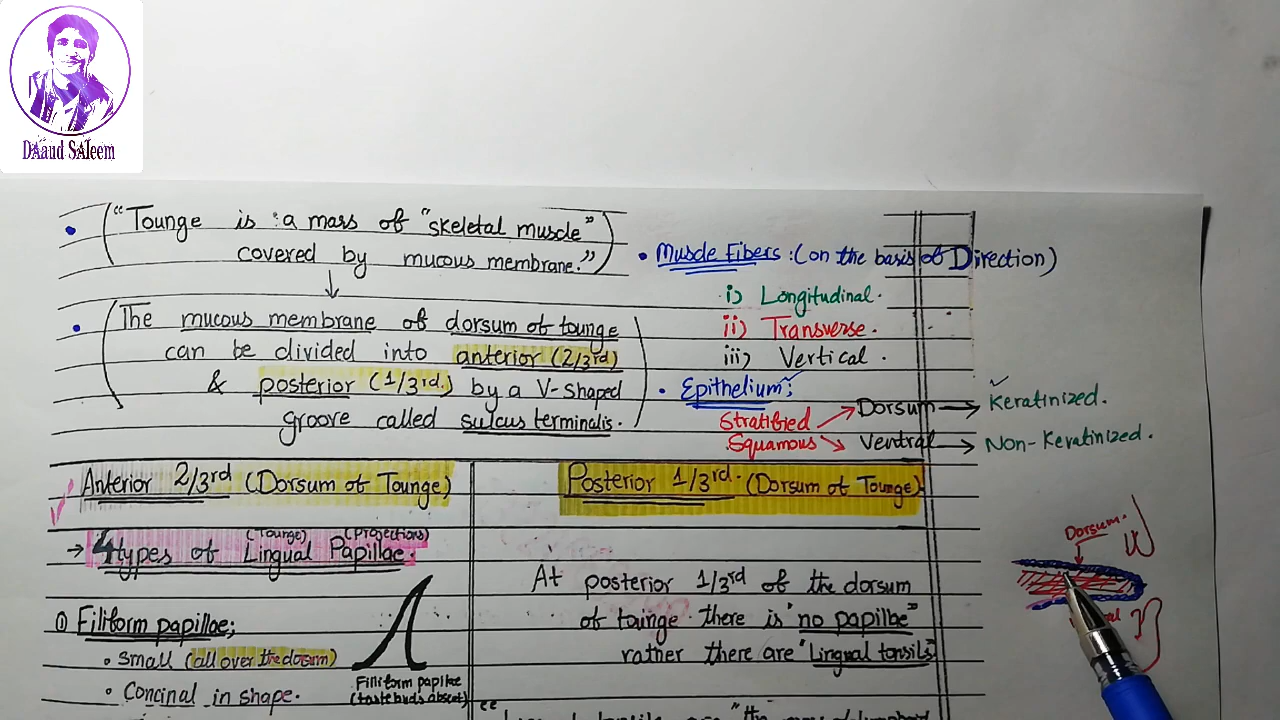 DAaud SAleem
• ("Tounge is a mass of "skeletal muscle"
covered by mucous membrane.")
↓
• (The mucous membrane of dorsum of tounge
can be divided into anterior (2/3rd)
& posterior (1/3rd.) by a V-shaped
groove called sulcus terminalis.)
• Muscle Fibers: (on the basis of Direction)
i) Longitudinal.
ii) Transverse.
iii) Vertical.
• Epithelium;
Stratified Squamous
Dorsum → Keratinized.
Ventral → Non-Keratinized.
Anterior 2/3rd (Dorsum of Tounge)
(Tounge) (Projections)
→ 4 types of Lingual Papillae.
① Filiform papillae;
• Small (all over the dorsum)
• Concinal in shape.
Filliform papilae
(taste buds abscent)
Posterior 1/3rd. (Dorsum of Tounge)
At posterior 1/3rd of the dorsum
of tounge there is "no papillae"
rather there are "Lingual tonsils"
Dorsum.